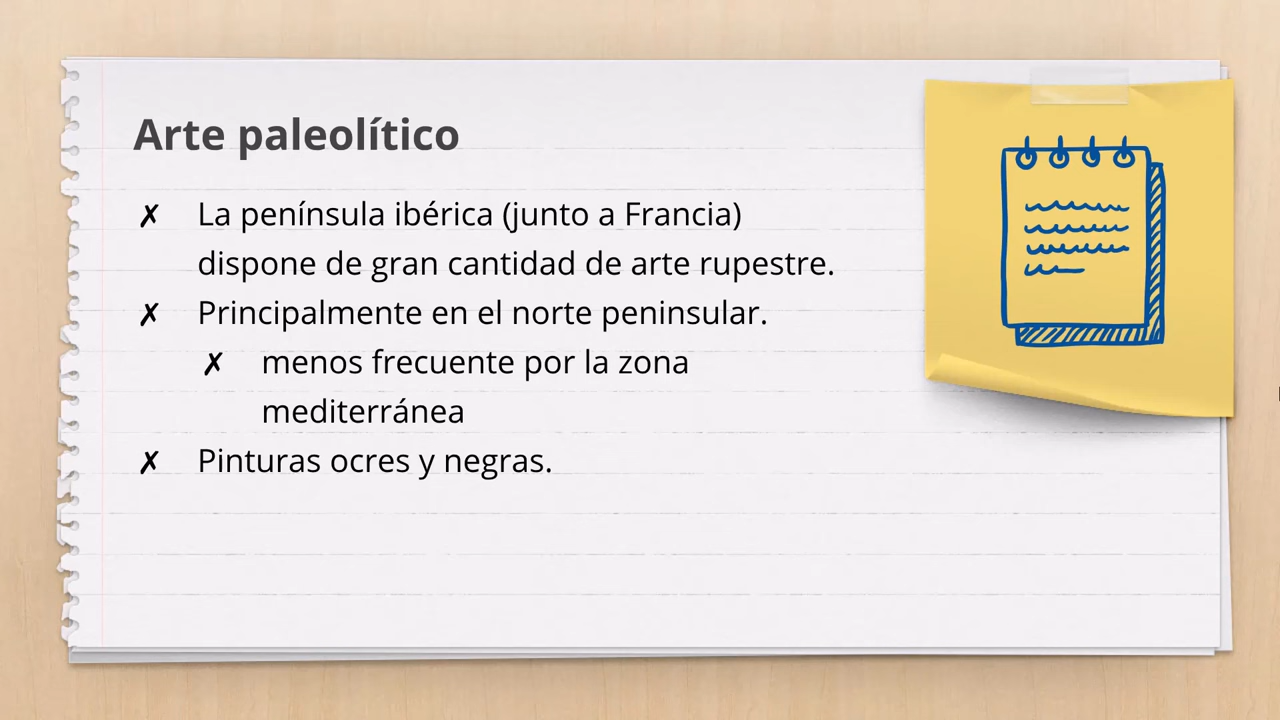 Arte paleolítico
✗ La península ibérica (junto a Francia)
dispone de gran cantidad de arte rupestre.
✗ Principalmente en el norte peninsular.
✗ menos frecuente por la zona
mediterránea
✗ Pinturas ocres y negras.